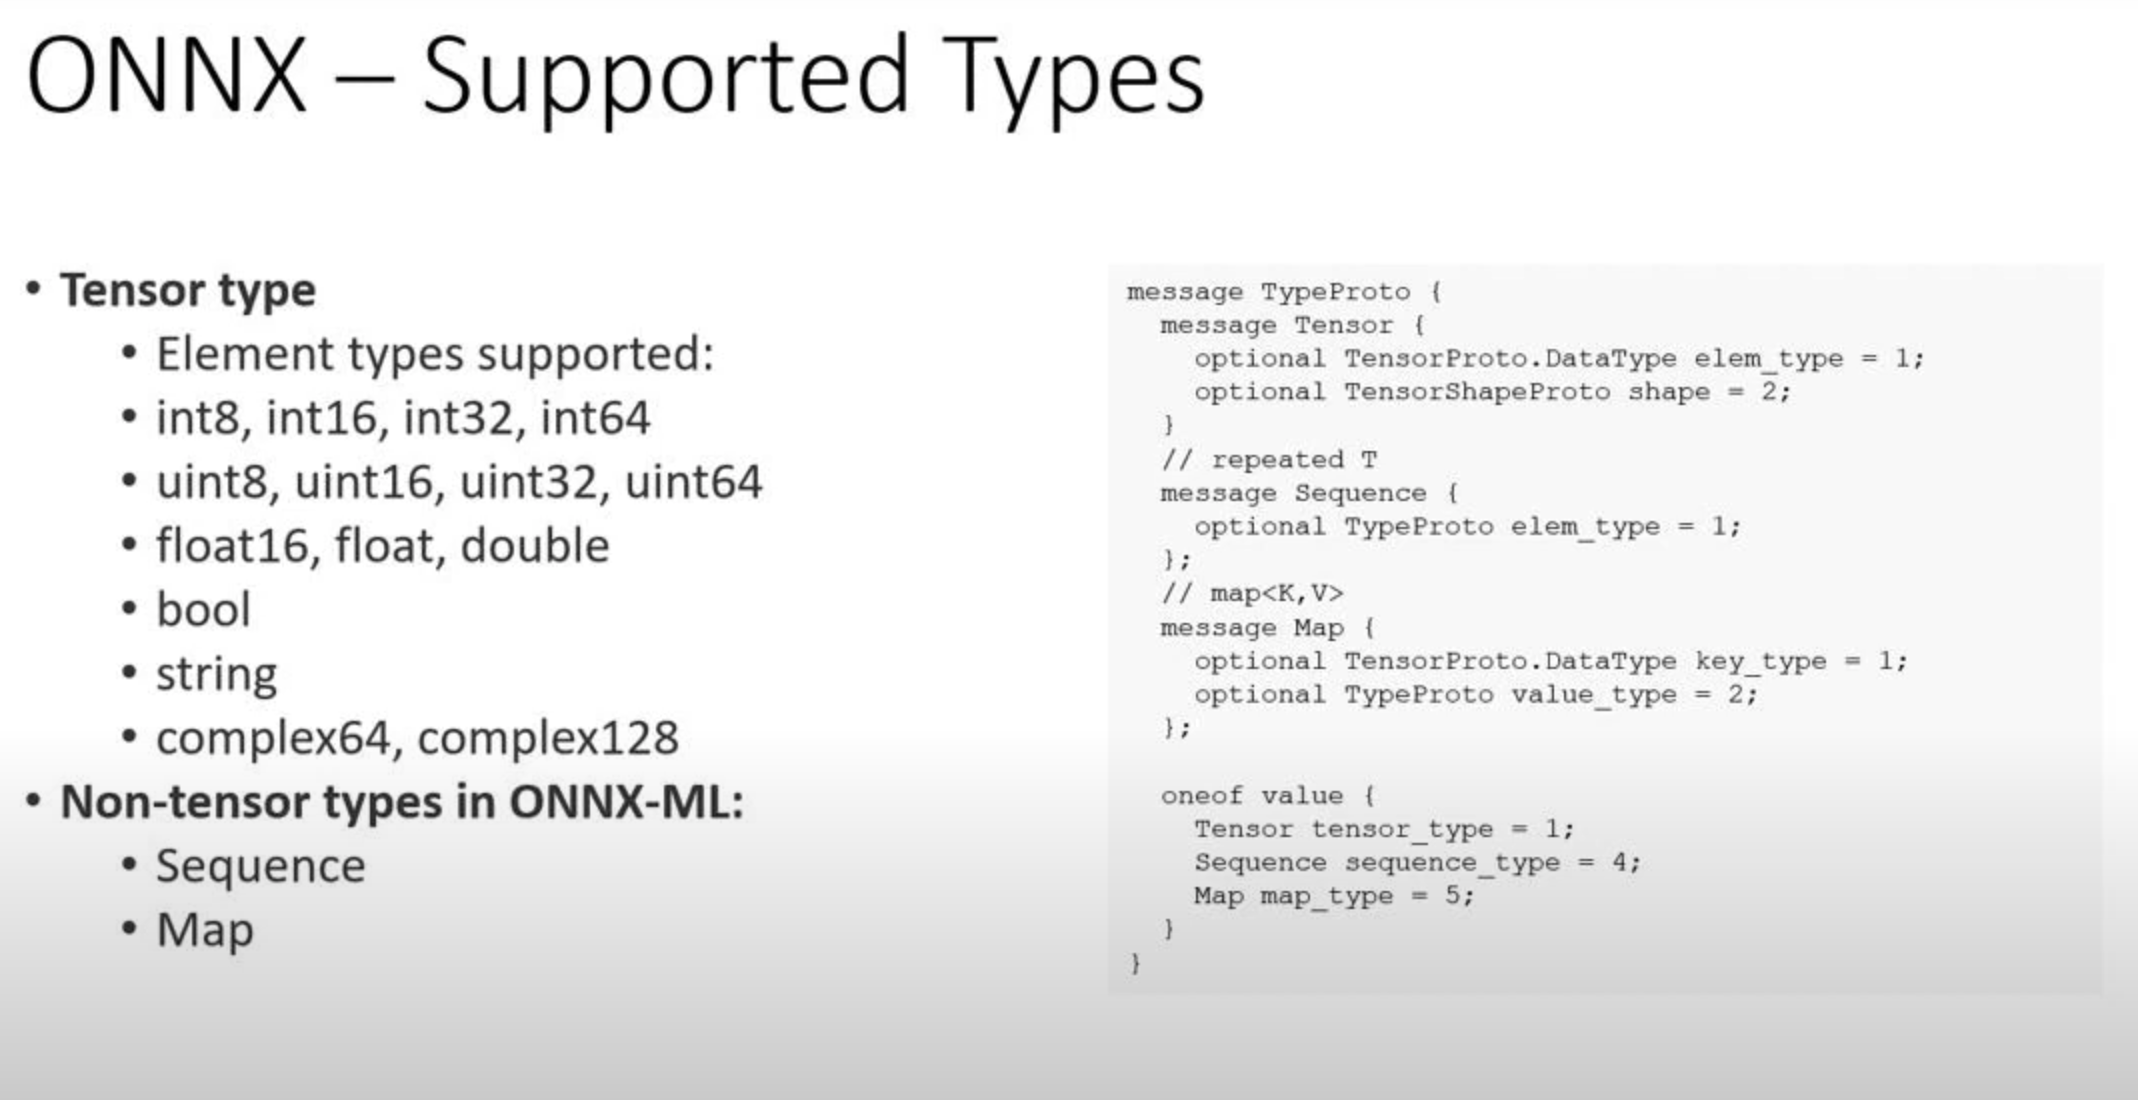 ONNX – Supported Types
• Tensor type
• Element types supported:
• int8, int16, int32, int64
• uint8, uint16, uint32, uint64
• float16, float, double
• bool
• string
• complex64, complex128
• Non-tensor types in ONNX-ML:
• Sequence
• Map
message TypeProto {
  message Tensor {
    optional TensorProto.DataType elem_type = 1;
    optional TensorShapeProto shape = 2;
  }
  // repeated T
  message Sequence {
    optional TypeProto elem_type = 1;
  };
  // map<K,V>
  message Map {
    optional TensorProto.DataType key_type = 1;
    optional TypeProto value_type = 2;
  };
  oneof value {
    Tensor tensor_type = 1;
    Sequence sequence_type = 4;
    Map map_type = 5;
  }
}